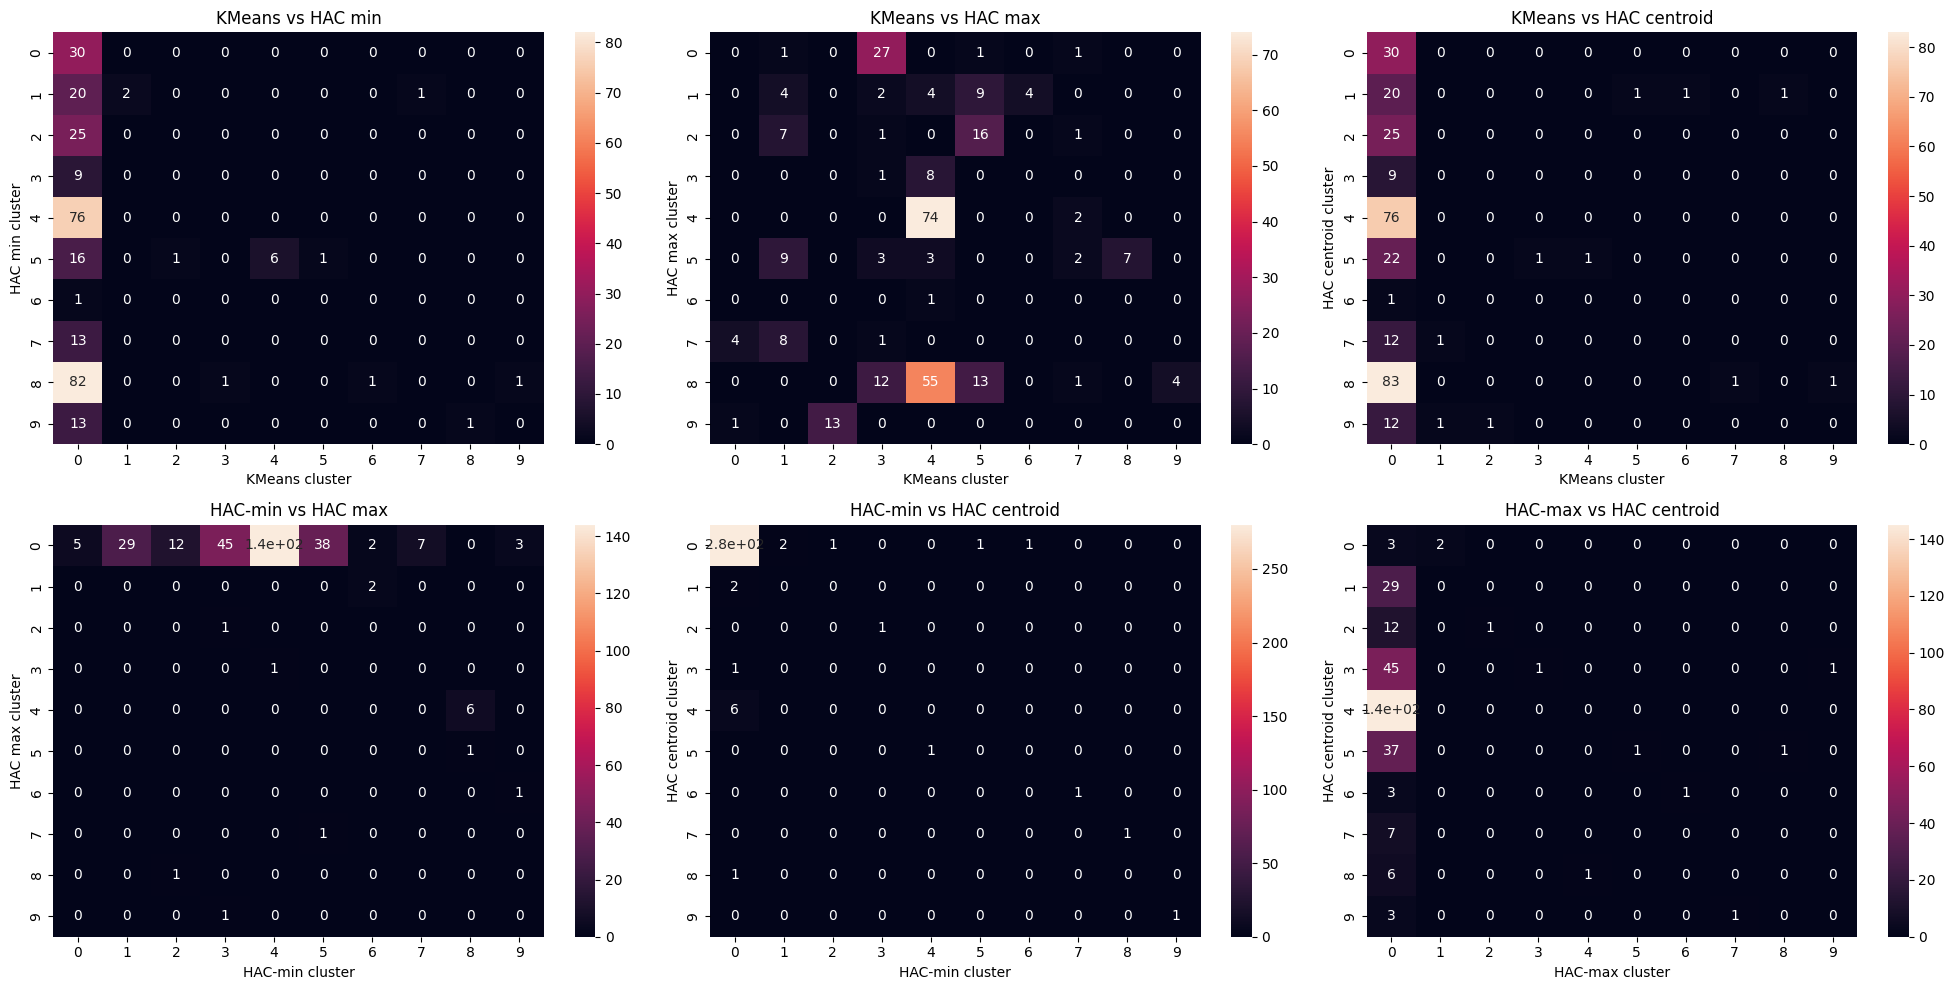 KMeans vs HAC min
HAC min cluster
0 30 0 0 0 0 0 0 0 0 0
1 20 2 0 0 0 0 0 1 0 0
2 25 0 0 0 0 0 0 0 0 0
3 9 0 0 0 0 0 0 0 0 0
4 76 0 0 0 0 0 0 0 0 0
5 16 0 1 0 6 1 0 0 0 0
6 1 0 0 0 0 0 0 0 0 0
7 13 0 0 0 0 0 0 0 0 0
8 82 0 0 1 0 0 1 0 0 1
9 13 0 0 0 0 0 0 0 1 0
0 1 2 3 4 5 6 7 8 9
KMeans cluster
80
70
60
50
40
30
20
10
0
KMeans vs HAC max
HAC max cluster
0 0 1 0 27 0 1 0 1 0 0
1 0 4 0 2 4 9 4 0 0 0
2 0 7 0 1 0 16 0 1 0 0
3 0 0 0 1 8 0 0 0 0 0
4 0 0 0 0 74 0 0 2 0 0
5 0 9 0 3 3 0 0 2 7 0
6 0 0 0 0 1 0 0 0 0 0
7 4 8 0 1 0 0 0 0 0 0
8 0 0 0 12 55 13 0 1 0 4
9 1 0 13 0 0 0 0 0 0 0
0 1 2 3 4 5 6 7 8 9
KMeans cluster
70
60
50
40
30
20
10
0
KMeans vs HAC centroid
HAC centroid cluster
0 30 0 0 0 0 0 0 0 0 0
1 20 0 0 0 0 1 1 0 1 0
2 25 0 0 0 0 0 0 0 0 0
3 9 0 0 0 0 0 0 0 0 0
4 76 0 0 0 0 0 0 0 0 0
5 22 0 0 1 1 0 0 0 0 0
6 1 0 0 0 0 0 0 0 0 0
7 12 1 0 0 0 0 0 0 0 0
8 83 0 0 0 0 0 0 1 0 1
9 12 1 1 0 0 0 0 0 0 0
0 1 2 3 4 5 6 7 8 9
KMeans cluster
80
70
60
50
40
30
20
10
0
HAC-min vs HAC max
HAC max cluster
0 5 29 12 45 1.4e+02 38 2 7 0 3
1 0 0 0 0 0 0 2 0 0 0
2 0 0 0 1 0 0 0 0 0 0
3 0 0 0 0 1 0 0 0 0 0
4 0 0 0 0 0 0 0 0 6 0
5 0 0 0 0 0 0 0 0 1 0
6 0 0 0 0 0 0 0 0 0 1
7 0 0 0 0 0 1 0 0 0 0
8 0 0 1 0 0 0 0 0 0 0
9 0 0 0 1 0 0 0 0 0 0
0 1 2 3 4 5 6 7 8 9
HAC-min cluster
140
120
100
80
60
40
20
0
HAC-min vs HAC centroid
HAC centroid cluster
0 2.8e+02 2 1 0 0 1 1 0 0 0
1 2 0 0 0 0 0 0 0 0 0
2 0 0 0 1 0 0 0 0 0 0
3 1 0 0 0 0 0 0 0 0 0
4 6 0 0 0 0 0 0 0 0 0
5 0 0 0 0 1 0 0 0 0 0
6 0 0 0 0 0 0 0 1 0 0
7 0 0 0 0 0 0 0 0 1 0
8 1 0 0 0 0 0 0 0 0 0
9 0 0 0 0 0 0 0 0 0 1
0 1 2 3 4 5 6 7 8 9
HAC-min cluster
250
200
150
100
50
0
HAC-max vs HAC centroid
HAC centroid cluster
0 3 2 0 0 0 0 0 0 0 0
1 29 0 0 0 0 0 0 0 0 0
2 12 0 1 0 0 0 0 0 0 0
3 45 0 0 1 0 0 0 0 0 1
4 1.4e+02 0 0 0 0 0 0 0 0 0
5 37 0 0 0 0 1 0 0 1 0
6 3 0 0 0 0 0 1 0 0 0
7 7 0 0 0 0 0 0 0 0 0
8 6 0 0 0 1 0 0 0 0 0
9 3 0 0 0 0 0 0 1 0 0
0 1 2 3 4 5 6 7 8 9
HAC-max cluster
140
120
100
80
60
40
20
0